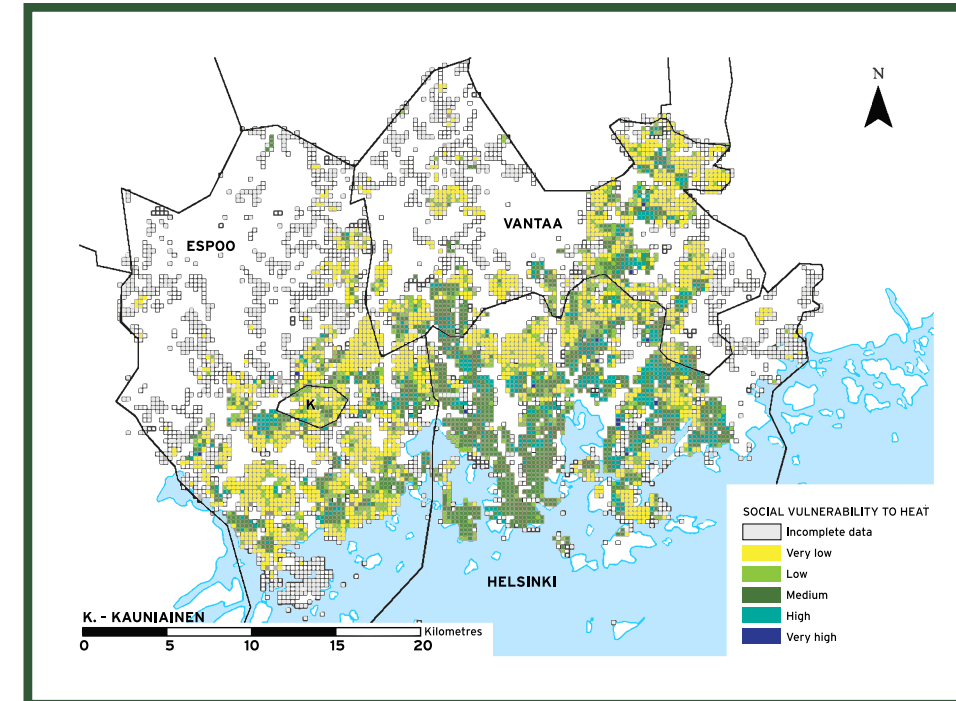 N
VANTAA
ESPOO
K
SOCIAL VULNERABILITY TO HEAT
Incomplete data
Very low
Low
Medium
High
Very high
HELSINKI
K. - KAUNIAINEN
Kilometres
0 5 10 15 20